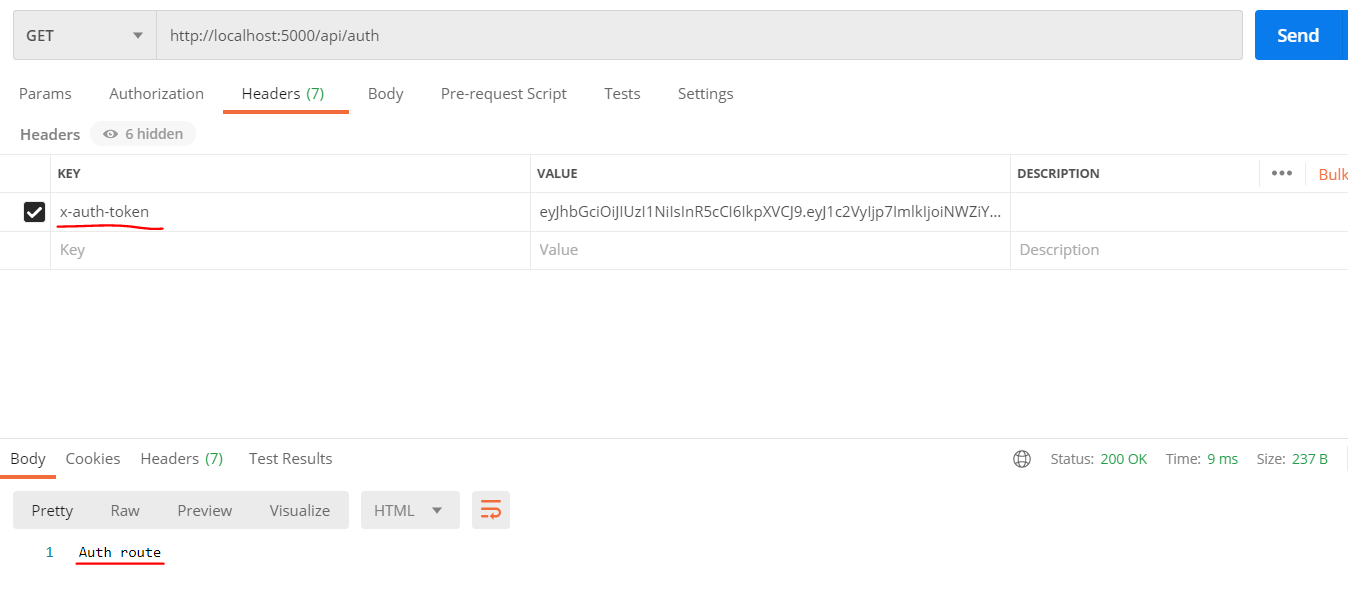 GET http://localhost:5000/api/auth Send
Params Authorization Headers (7) Body Pre-request Script Tests Settings
Headers 6 hidden
KEY VALUE DESCRIPTION ••• Bulk
x-auth-token eyJhbGciOiJIUzI1NiIsInR5cCI6IkpXVCJ9.eyJ1c2VyIjp7ImlkIjoiNWZiY...
Key Value Description
Body Cookies Headers (7) Test Results Status: 200 OK Time: 9 ms Size: 237 B
Pretty Raw Preview Visualize HTML
1 Auth route